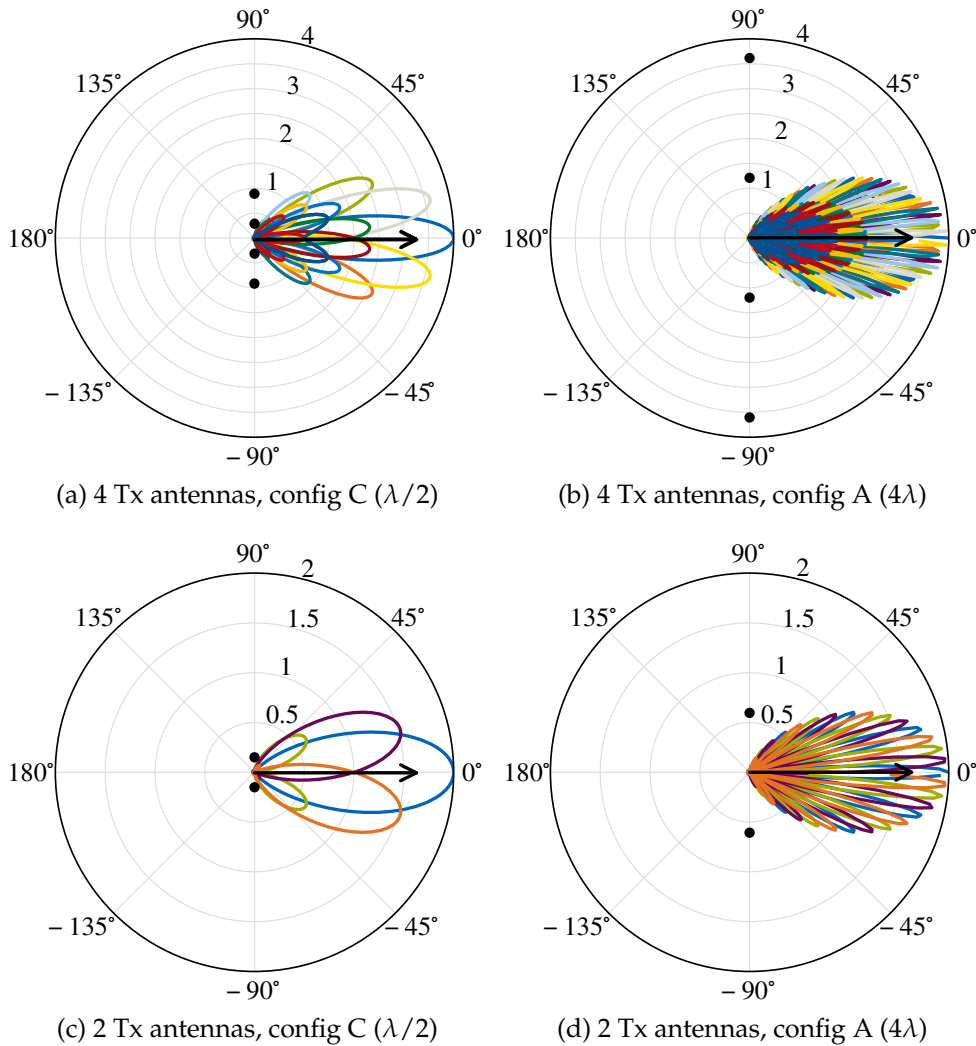 90° 4 90° 4
135° 3 45° 135° 3 45°
2 2
1 1
180° 0° 180° 0°
− 135° − 45° − 135° − 45°
− 90° − 90°
(a) 4 Tx antennas, config C (λ/2) (b) 4 Tx antennas, config A (4λ)
90° 2 90° 2
135° 1.5 45° 135° 1.5 45°
1 1
0.5 0.5
180° 0° 180° 0°
− 135° − 45° − 135° − 45°
− 90° − 90°
(c) 2 Tx antennas, config C (λ/2) (d) 2 Tx antennas, config A (4λ)